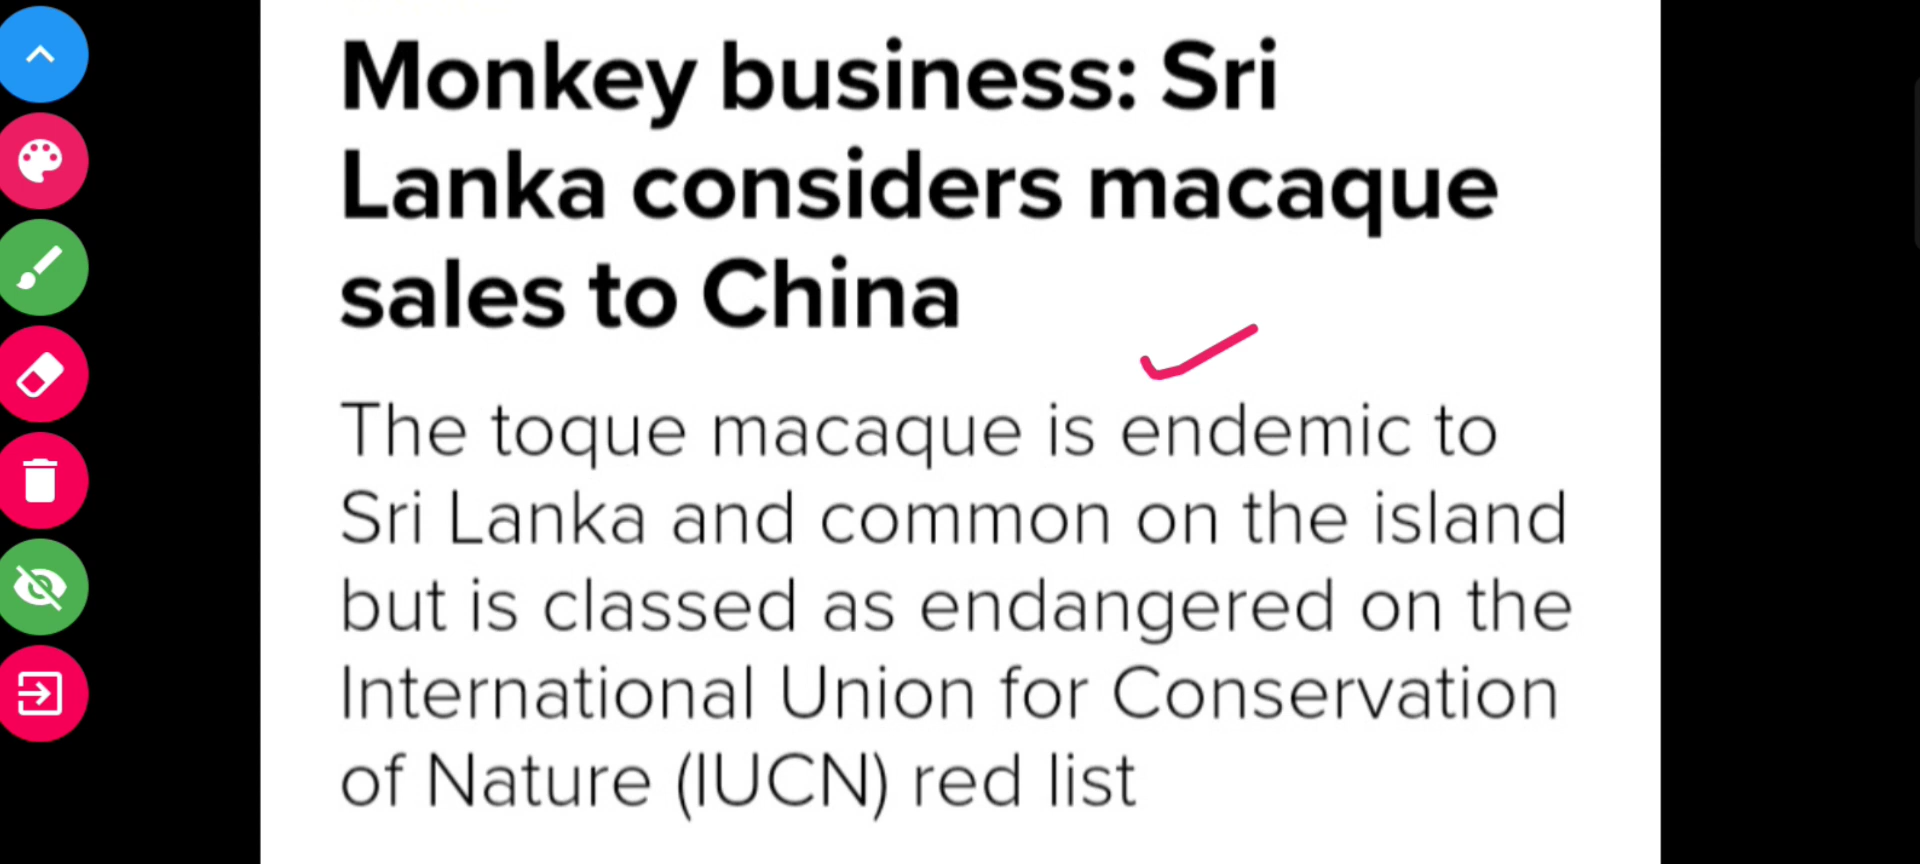 Monkey business: Sri
Lanka considers macaque
sales to China
The toque macaque is endemic to
Sri Lanka and common on the island
but is classed as endangered on the
International Union for Conservation
of Nature (IUCN) red list